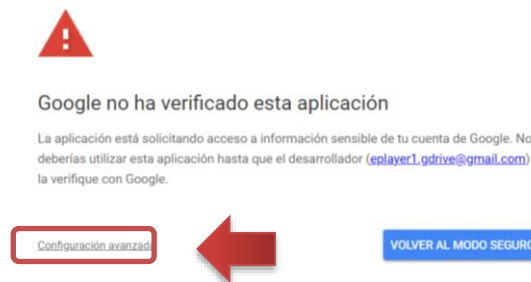 Google no ha verificado esta aplicación
La aplicación está solicitando acceso a información sensible de tu cuenta de Google. No
deberías utilizar esta aplicación hasta que el desarrollador (eplayer1.gdrive@gmail.com)
la verifique con Google.
Configuración avanzada
VOLVER AL MODO SEGURO